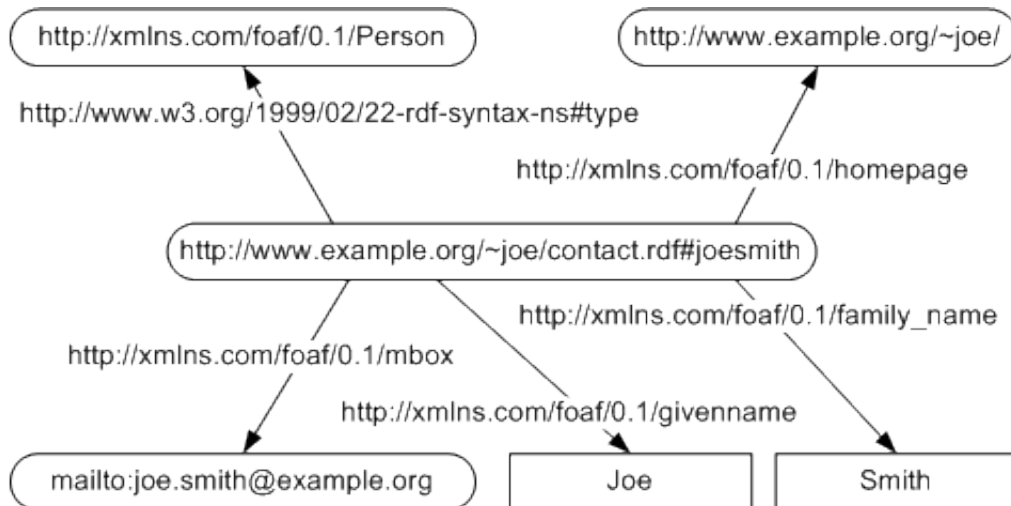 http://xmlns.com/foaf/0.1/Person
http://www.example.org/~joe/
http://www.w3.org/1999/02/22-rdf-syntax-ns#type
http://xmlns.com/foaf/0.1/homepage
http://www.example.org/~joe/contact.rdf#joesmith
http://xmlns.com/foaf/0.1/family_name
http://xmlns.com/foaf/0.1/mbox
http://xmlns.com/foaf/0.1/givenname
mailto:joe.smith@example.org
Joe
Smith